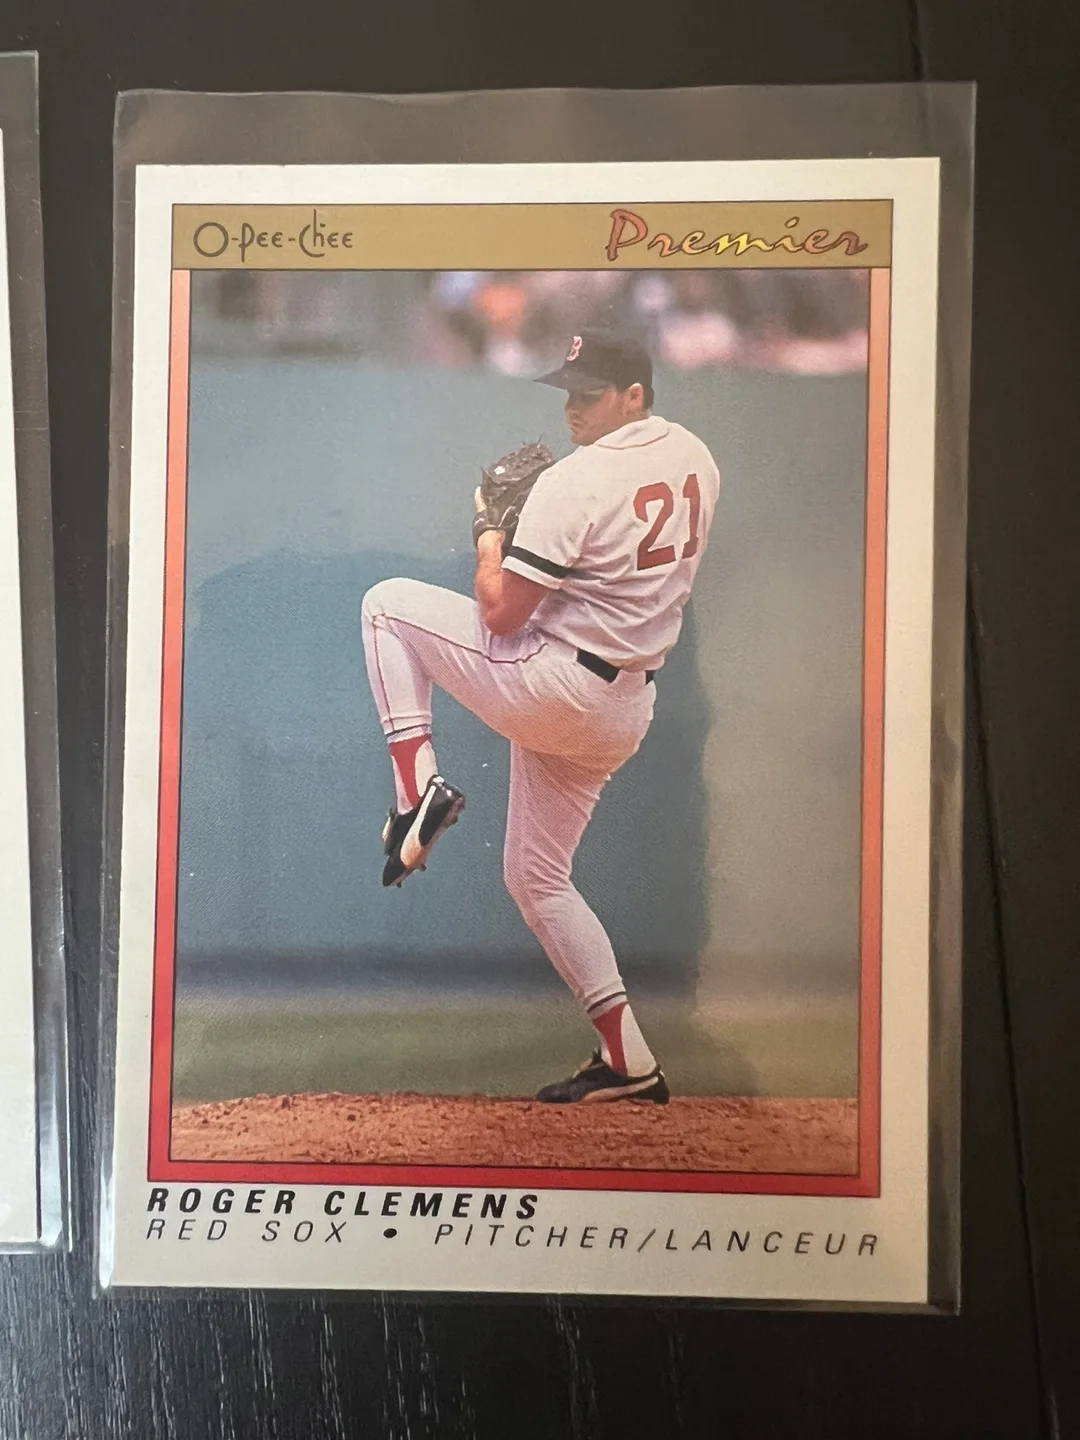 O-Pee-Chee Premier
B
21
ROGER CLEMENS
RED SOX • PITCHER/LANCEUR